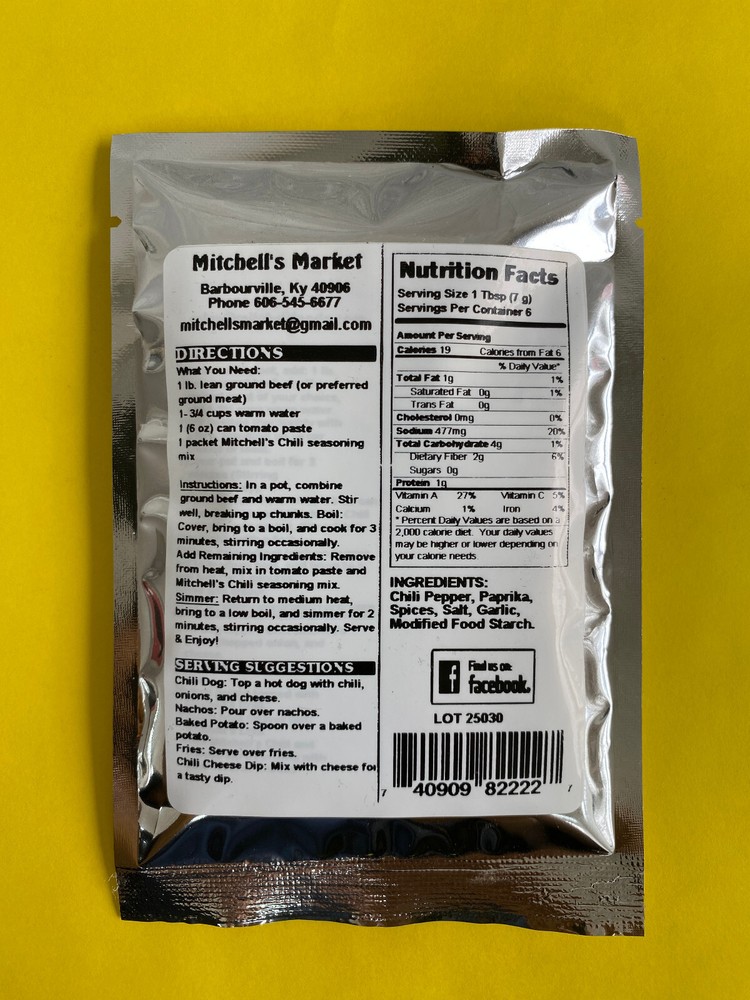 Mitchell's Market
Barbourville, Ky 40906
Phone 606-545-6677
mitchellsmarket@gmail.com
DIRECTIONS
What You Need:
1 lb. lean ground beef (or preferred
ground meat)
1- 3/4 cups warm water
1 (6 oz) can tomato paste
1 packet Mitchell's Chili seasoning
mix
Instructions: In a pot, combine
ground beef and warm water. Stir
well, breaking up chunks. Boil:
Cover, bring to a boil, and cook for 3
minutes, stirring occasionally.
Add Remaining Ingredients: Remove
from heat, mix in tomato paste and
Mitchell's Chili seasoning mix.
Simmer: Return to medium heat,
bring to a low boil, and simmer for 2
minutes, stirring occasionally. Serve
& Enjoy!
SERVING SUGGESTIONS
Chili Dog: Top a hot dog with chili,
onions, and cheese.
Nachos: Pour over nachos.
Baked Potato: Spoon over a baked
potato.
Fries: Serve over fries.
Chili Cheese Dip: Mix with cheese for
a tasty dip.
Nutrition Facts
Serving Size 1 Tbsp (7 g)
Servings Per Container 6
Amount Per Serving
Calories 19 Calories from Fat 6
% Daily Value*
Total Fat 1g 1%
Saturated Fat 0g 1%
Trans Fat 0g
Cholesterol 0mg 0%
Sodium 477mg 20%
Total Carbohydrate 4g 1%
Dietary Fiber 2g 6%
Sugars 0g
Protein 1g
Vitamin A 27% Vitamin C 5%
Calcium 1% Iron 4%
* Percent Daily Values are based on a
2,000 calorie diet. Your daily values
may be higher or lower depending on
your calorie needs
INGREDIENTS:
Chili Pepper, Paprika,
Spices, Salt, Garlic,
Modified Food Starch.
Find us on:
facebook.
LOT 25030
7 40909 82222 7